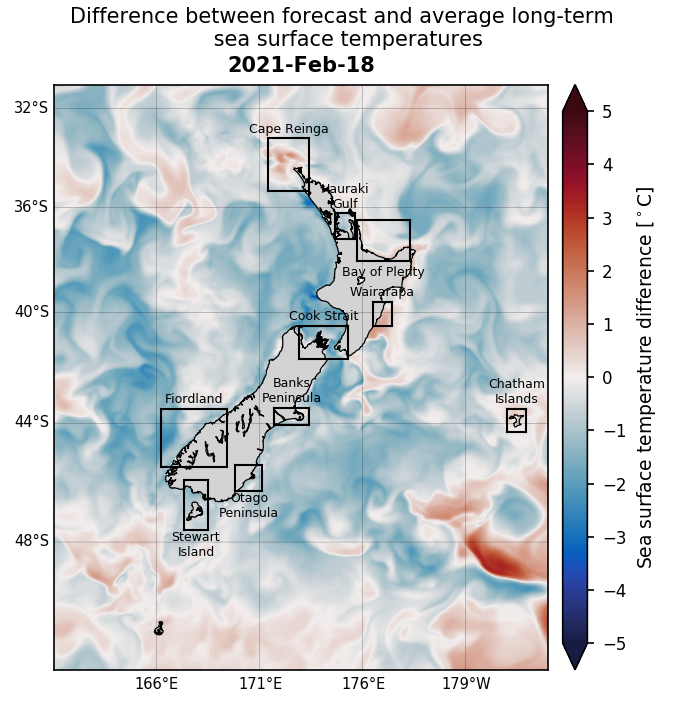 Difference between forecast and average long-term
sea surface temperatures
2021-Feb-18
32°S
36°S
40°S
44°S
48°S
166°E
171°E
176°E
179°W
Cape Reinga
Hauraki
Gulf
Bay of Plenty
Wairarapa
Cook Strait
Banks
Peninsula
Fiordland
Chatham
Islands
Otago
Peninsula
Stewart
Island
5
4
3
2
1
0
−1
−2
−3
−4
−5
Sea surface temperature difference [°C]